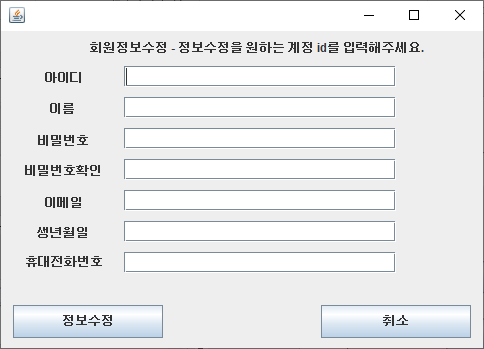 회원정보수정 - 정보수정을 원하는 계정 id를 입력해주세요.
아이디
이름
비밀번호
비밀번호확인
이메일
생년월일
휴대전화번호
정보수정 취소